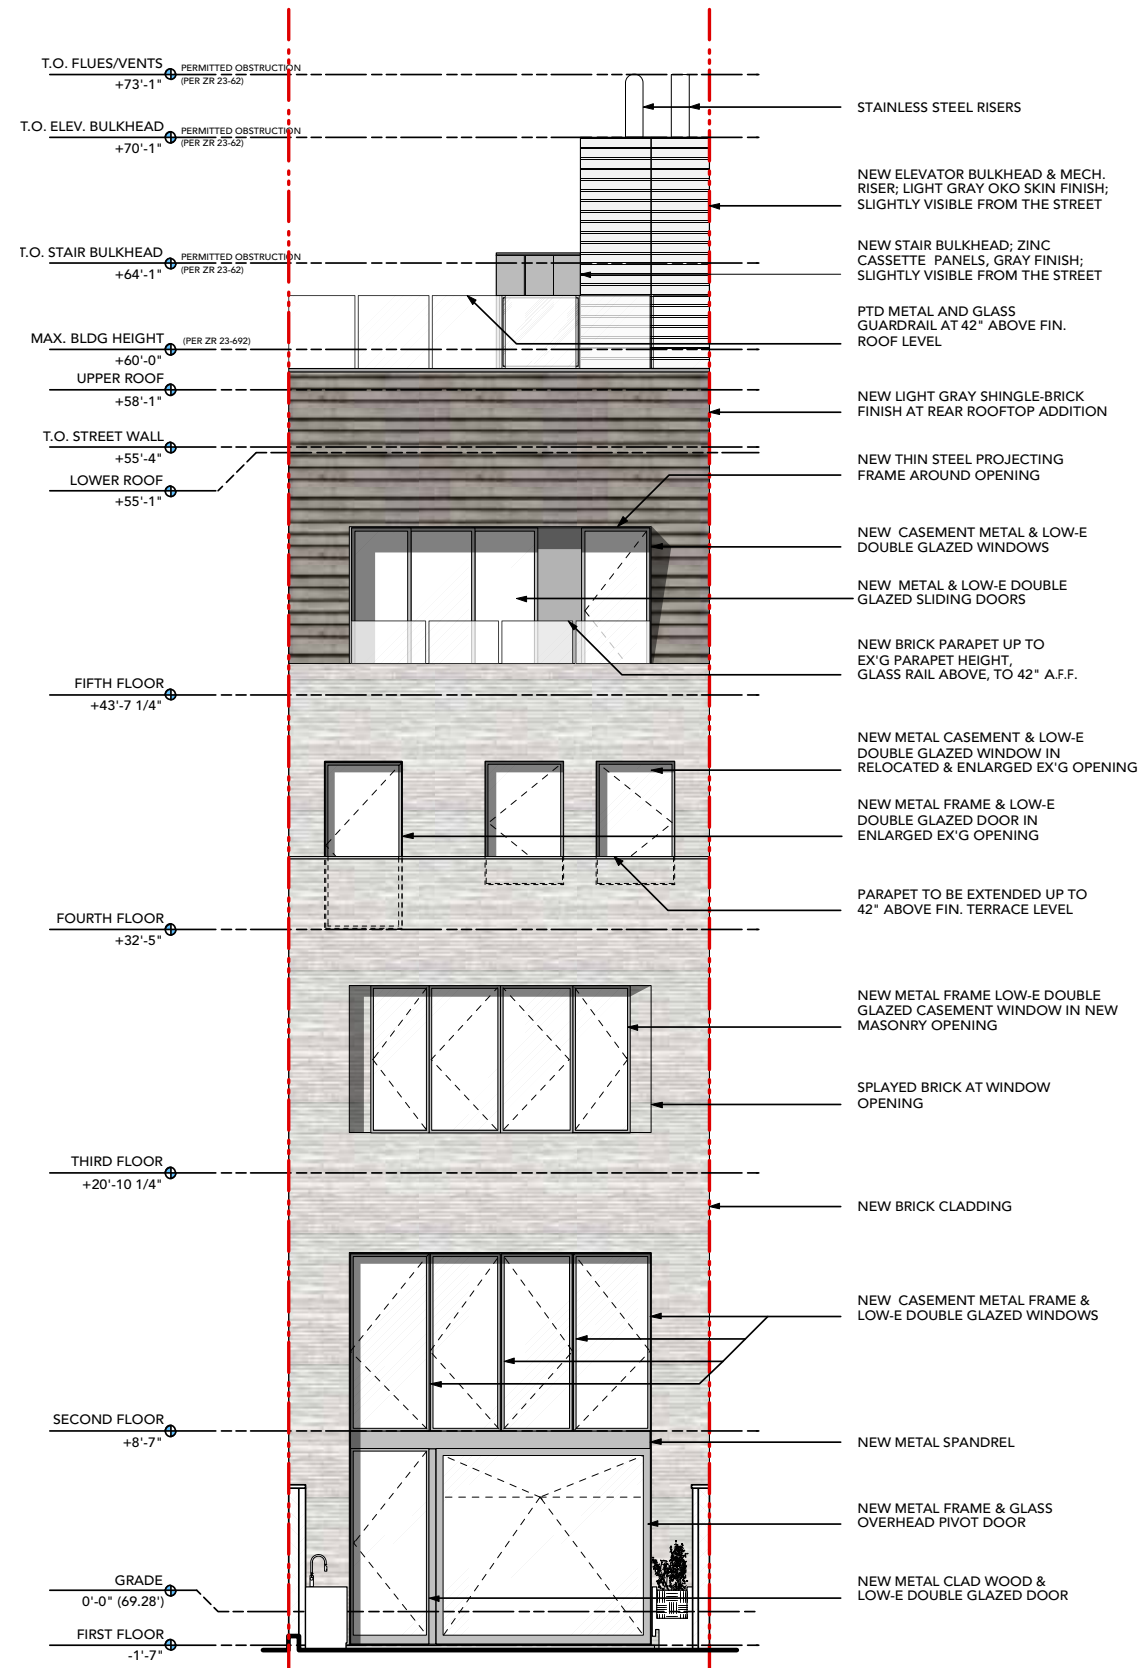 T.O. FLUES/VENTS
+73'-1"
PERMITTED OBSTRUCTION
(PER ZR 23-62)
T.O. ELEV. BULKHEAD
+70'-1"
PERMITTED OBSTRUCTION
(PER ZR 23-62)
T.O. STAIR BULKHEAD
+64'-1"
PERMITTED OBSTRUCTION
(PER ZR 23-62)
MAX. BLDG HEIGHT
+60'-0"
(PER ZR 23-692)
UPPER ROOF
+58'-1"
T.O. STREET WALL
+55'-4"
LOWER ROOF
+55'-1"
FIFTH FLOOR
+43'-7 1/4"
FOURTH FLOOR
+32'-5"
THIRD FLOOR
+20'-10 1/4"
SECOND FLOOR
+8'-7"
GRADE
0'-0" (69.28')
FIRST FLOOR
-1'-7"
STAINLESS STEEL RISERS
NEW ELEVATOR BULKHEAD & MECH.
RISER; LIGHT GRAY OKO SKIN FINISH;
SLIGHTLY VISIBLE FROM THE STREET
NEW STAIR BULKHEAD; ZINC
CASSETTE PANELS, GRAY FINISH;
SLIGHTLY VISIBLE FROM THE STREET
PTD METAL AND GLASS
GUARDRAIL AT 42" ABOVE FIN.
ROOF LEVEL
NEW LIGHT GRAY SHINGLE-BRICK
FINISH AT REAR ROOFTOP ADDITION
NEW THIN STEEL PROJECTING
FRAME AROUND OPENING
NEW CASEMENT METAL & LOW-E
DOUBLE GLAZED WINDOWS
NEW METAL & LOW-E DOUBLE
GLAZED SLIDING DOORS
NEW BRICK PARAPET UP TO
EX'G PARAPET HEIGHT,
GLASS RAIL ABOVE, TO 42" A.F.F.
NEW METAL CASEMENT & LOW-E
DOUBLE GLAZED WINDOW IN
RELOCATED & ENLARGED EX'G OPENING
NEW METAL FRAME & LOW-E
DOUBLE GLAZED DOOR IN
ENLARGED EX'G OPENING
PARAPET TO BE EXTENDED UP TO
42" ABOVE FIN. TERRACE LEVEL
NEW METAL FRAME LOW-E DOUBLE
GLAZED CASEMENT WINDOW IN NEW
MASONRY OPENING
SPLAYED BRICK AT WINDOW
OPENING
NEW BRICK CLADDING
NEW CASEMENT METAL FRAME &
LOW-E DOUBLE GLAZED WINDOWS
NEW METAL SPANDREL
NEW METAL FRAME & GLASS
OVERHEAD PIVOT DOOR
NEW METAL CLAD WOOD &
LOW-E DOUBLE GLAZED DOOR